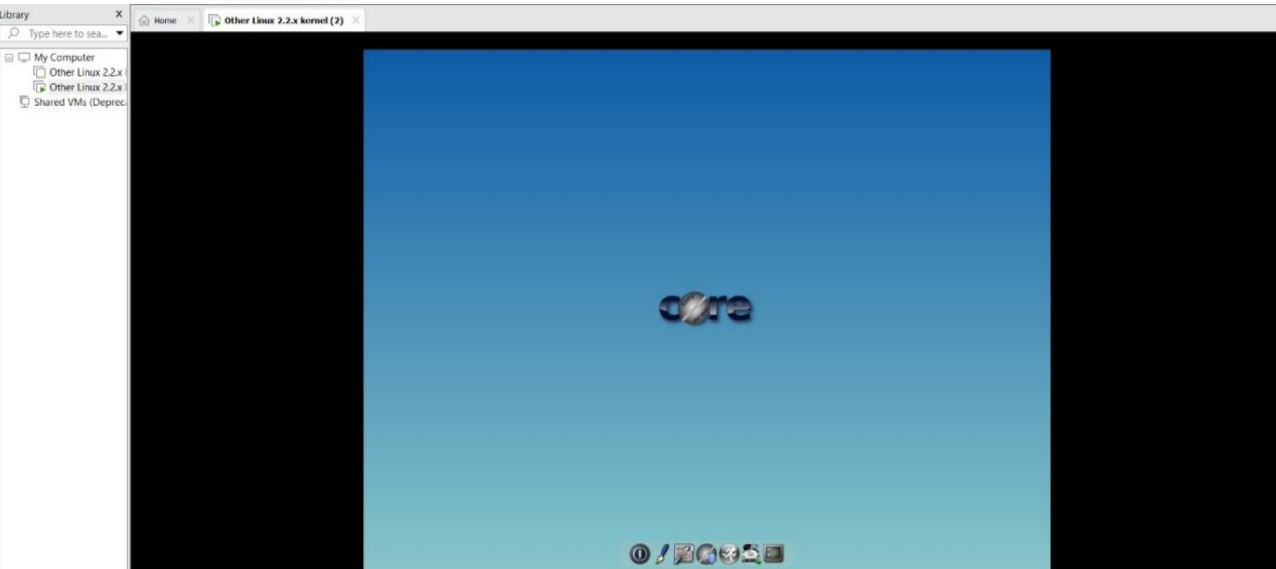 Library X
Home × Other Linux 2.2.x kernel (2) ×
Type here to sea...
My Computer
Other Linux 2.2.x
Other Linux 2.2.x
Shared VMs (Deprec
core